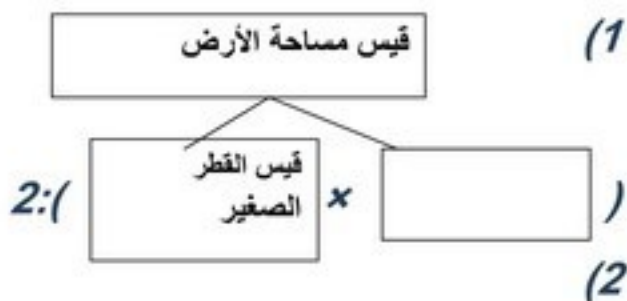 (1
قيس مساحة الأرض
( × قيس القطر الصغير ):2
(2